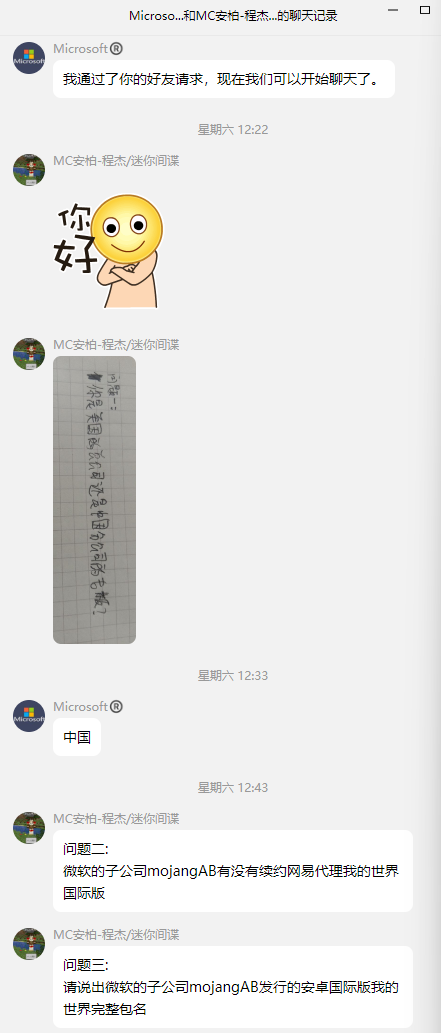 Microso...和MC安柏-程杰...的聊天记录
Microsoft®
Microsoft
我通过了你的好友请求，现在我们可以开始聊天了。
星期六 12:22
MC安柏-程杰/迷你间谍
你
好
MC安柏-程杰/迷你间谍
问题一：
你是美国总公司还是中国分公司的老板？
星期六 12:33
Microsoft®
Microsoft
中国
星期六 12:43
MC安柏-程杰/迷你间谍
问题二:
微软的子公司mojangAB有没有续约网易代理我的世界
国际版
MC安柏-程杰/迷你间谍
问题三:
请说出微软的子公司mojangAB发行的安卓国际版我的
世界完整包名